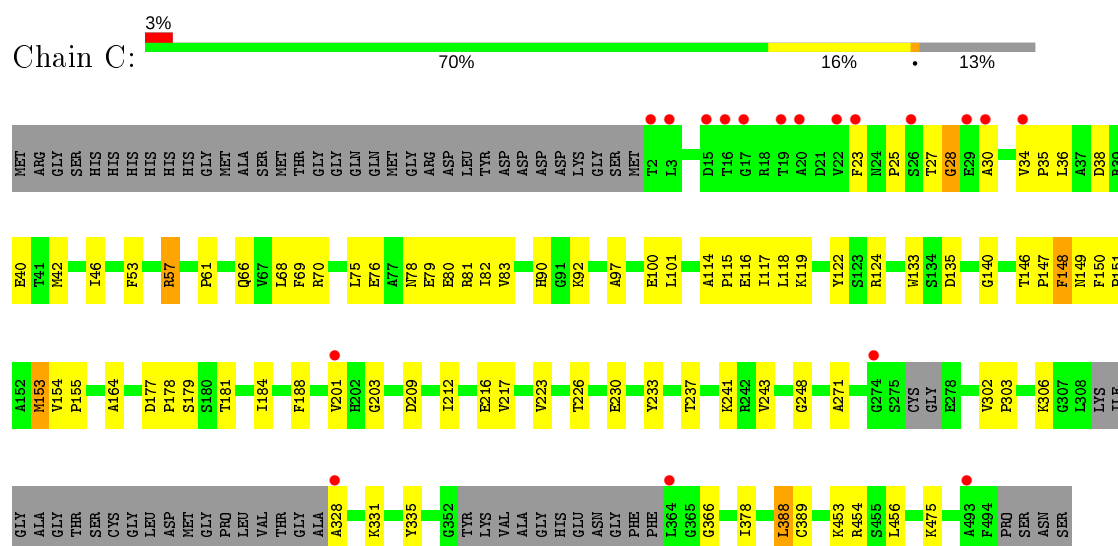 3%
Chain C:
70% 16% • 13%
MET ARG GLY SER HIS HIS HIS HIS HIS HIS GLY MET ALA SER MET THR GLY GLY GLN GLN MET GLY ARG ASP LEU TYR ASP ASP ASP ASP LYS GLY SER MET T2 L3 D15 T16 G17 R18 T19 A20 D21 V22 F23 N24 P25 S26 T27 G28 E29 A30 V34 P35 L36 A37 D38 R39
E40 T41 M42 I46 F53 R57 P61 Q66 V67 L68 F69 R70 L75 E76 A77 N78 E79 E80 R81 I82 V83 H90 G91 K92 A97 E100 L101 A114 P115 E116 I117 L118 K119 Y122 S123 R124 W133 S134 D135 G140 T146 P147 F148 N149 F150 P151
A152 M153 V154 P155 A164 D177 P178 S179 S180 T181 I184 F188 V201 H202 G203 D209 I212 E216 V217 V223 T226 E230 Y233 T237 K241 R242 V243 G248 A271 G274 S275 CYS GLY E278 V302 P303 K306 G307 L308 LYS ILE
GLY ALA GLY THR SER CYS GLY LEU ASP MET GLY PRO LEU VAL THR GLY ALA A328 K331 Y335 G352 TYR LYS VAL ALA GLY HIS GLU ASN GLY PHE PHE L364 G365 G366 I378 L388 C389 K453 R454 S455 L456 K475 A493 F494 PRO SER ASN SER